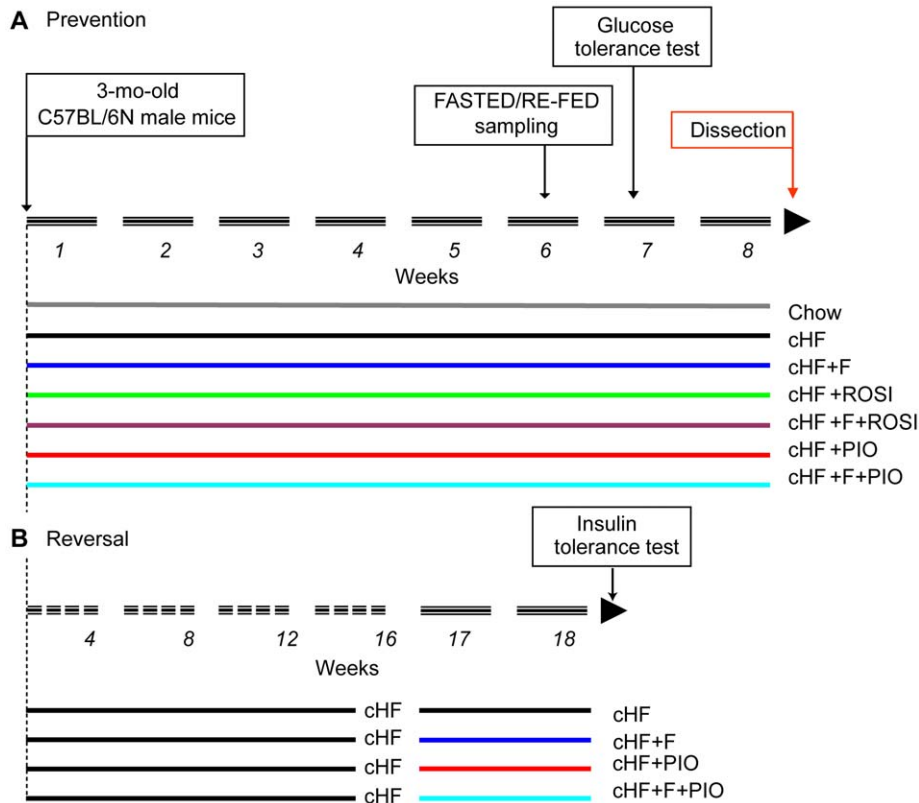 A Prevention
Glucose
tolerance test
3-mo-old
C57BL/6N male mice
FASTED/RE-FED
sampling
Dissection
1 2 3 4 5 6 7 8
Weeks
Chow
cHF
cHF+F
cHF+ROSI
cHF+F+ROSI
cHF+PIO
cHF+F+PIO
B Reversal
Insulin
tolerance test
4 8 12 16 17 18
Weeks
cHF cHF
cHF cHF+F
cHF cHF+PIO
cHF cHF+F+PIO